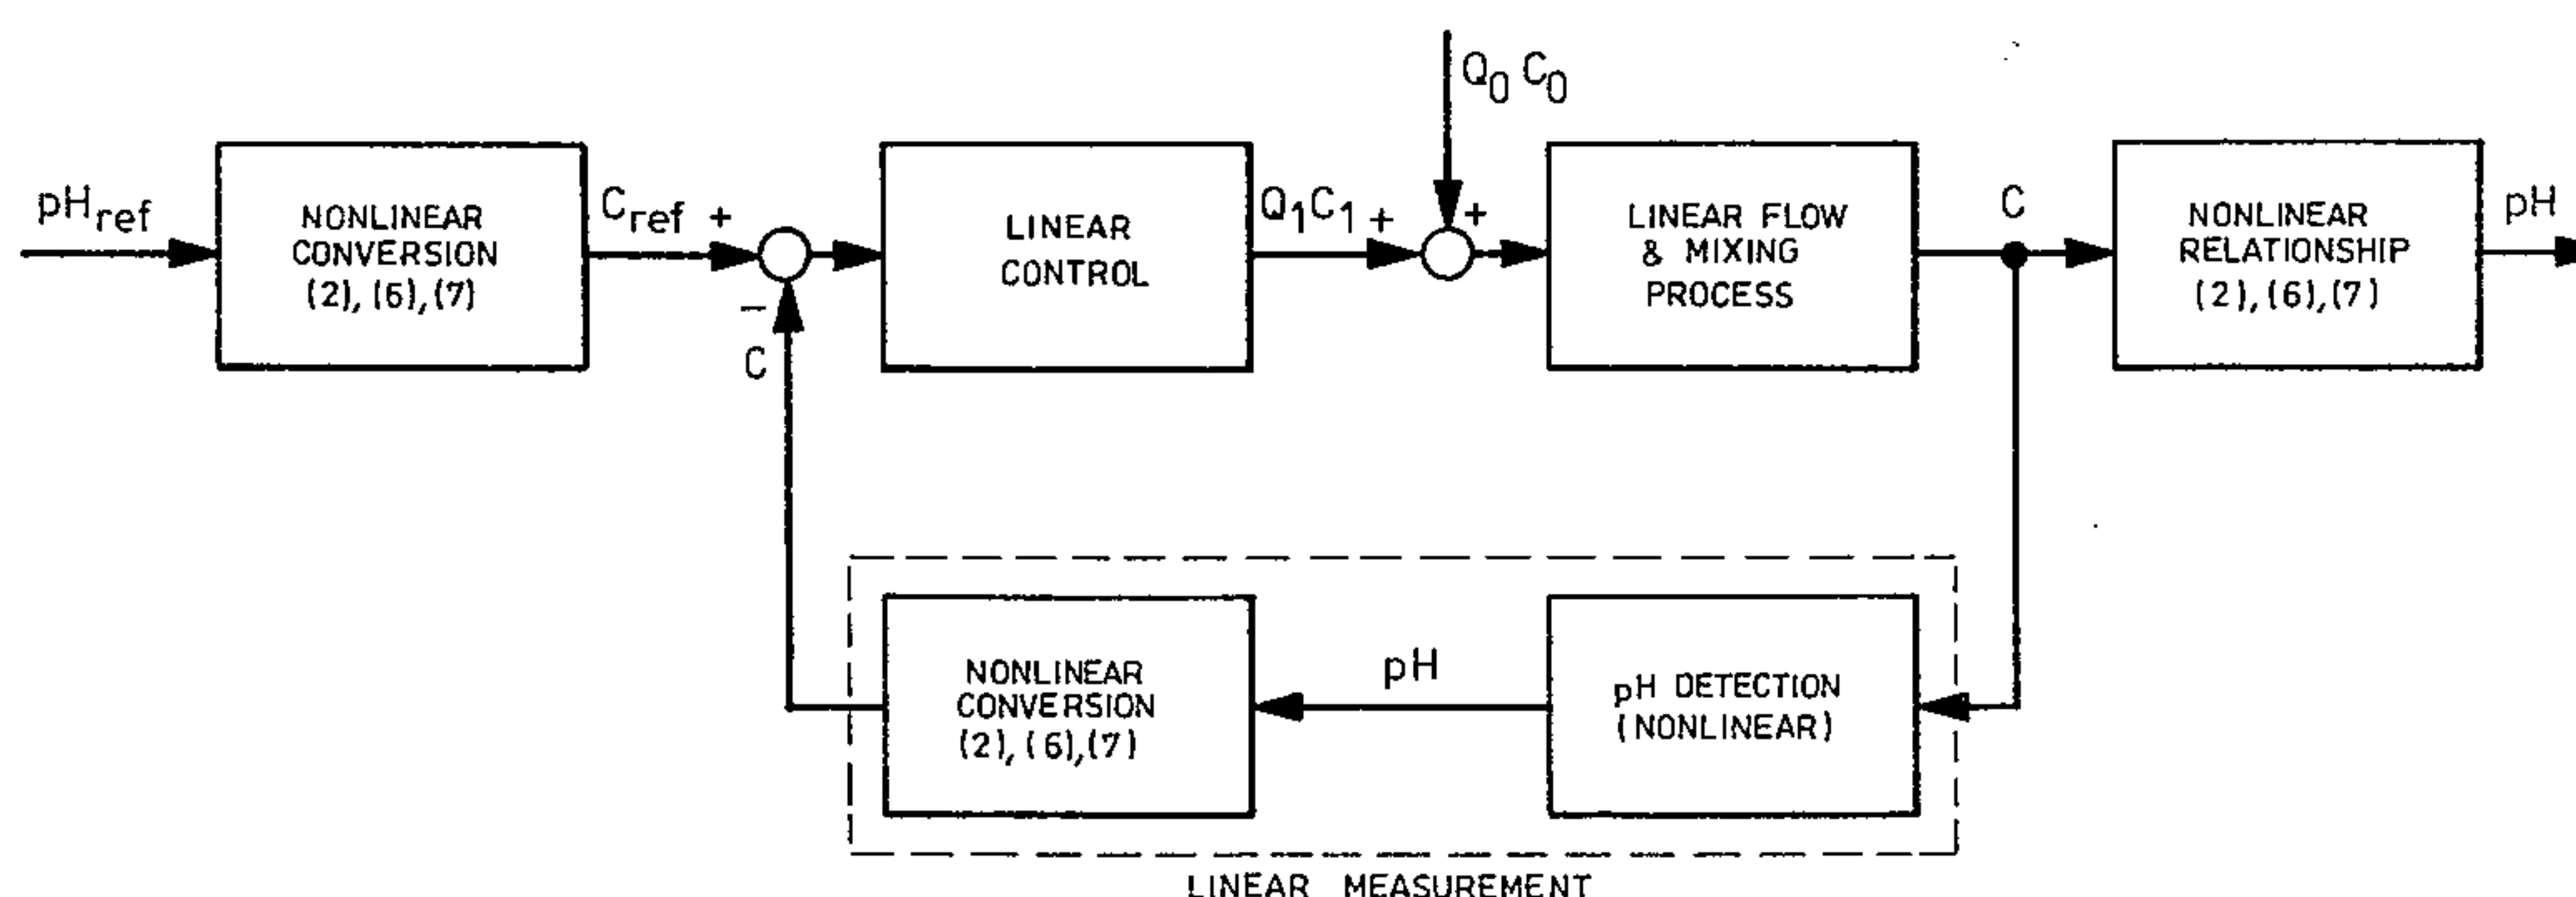 Q0 C0
pHref
NONLINEAR
CONVERSION
(2), (6),(7)
Cref +
−
C
LINEAR
CONTROL
Q1C1 +
+
LINEAR FLOW
& MIXING
PROCESS
C
NONLINEAR
RELATIONSHIP
(2), (6),(7)
pH
NONLINEAR
CONVERSION
(2), (6),(7)
pH
pH DETECTION
(NONLINEAR)
LINEAR MEASUREMENT